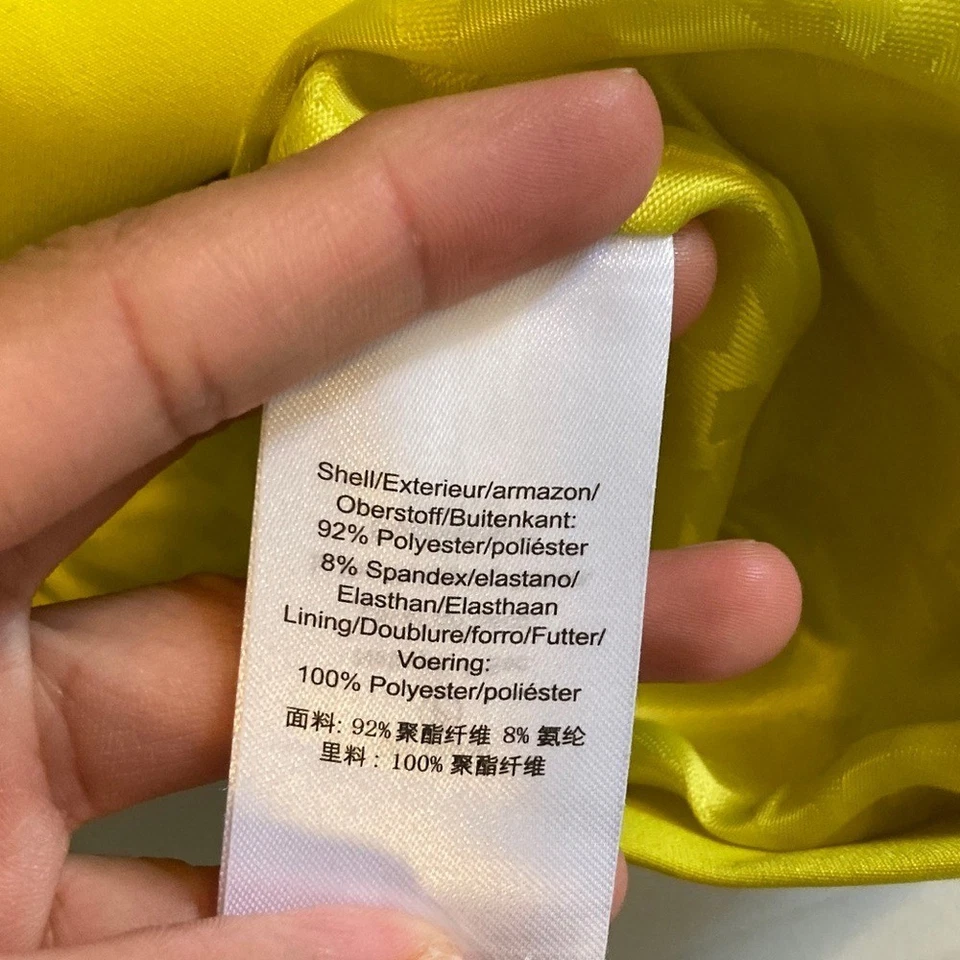 Shell/Exterieur/armazon/
Oberstoff/Buitenkant:
92% Polyester/poliéster
8% Spandex/elastano/
Elasthan/Elasthaan
Lining/Doublure/forro/Futter/
Voering:
100% Polyester/poliéster
面料: 92% 聚酯纤维 8% 氨纶
里料: 100% 聚酯纤维